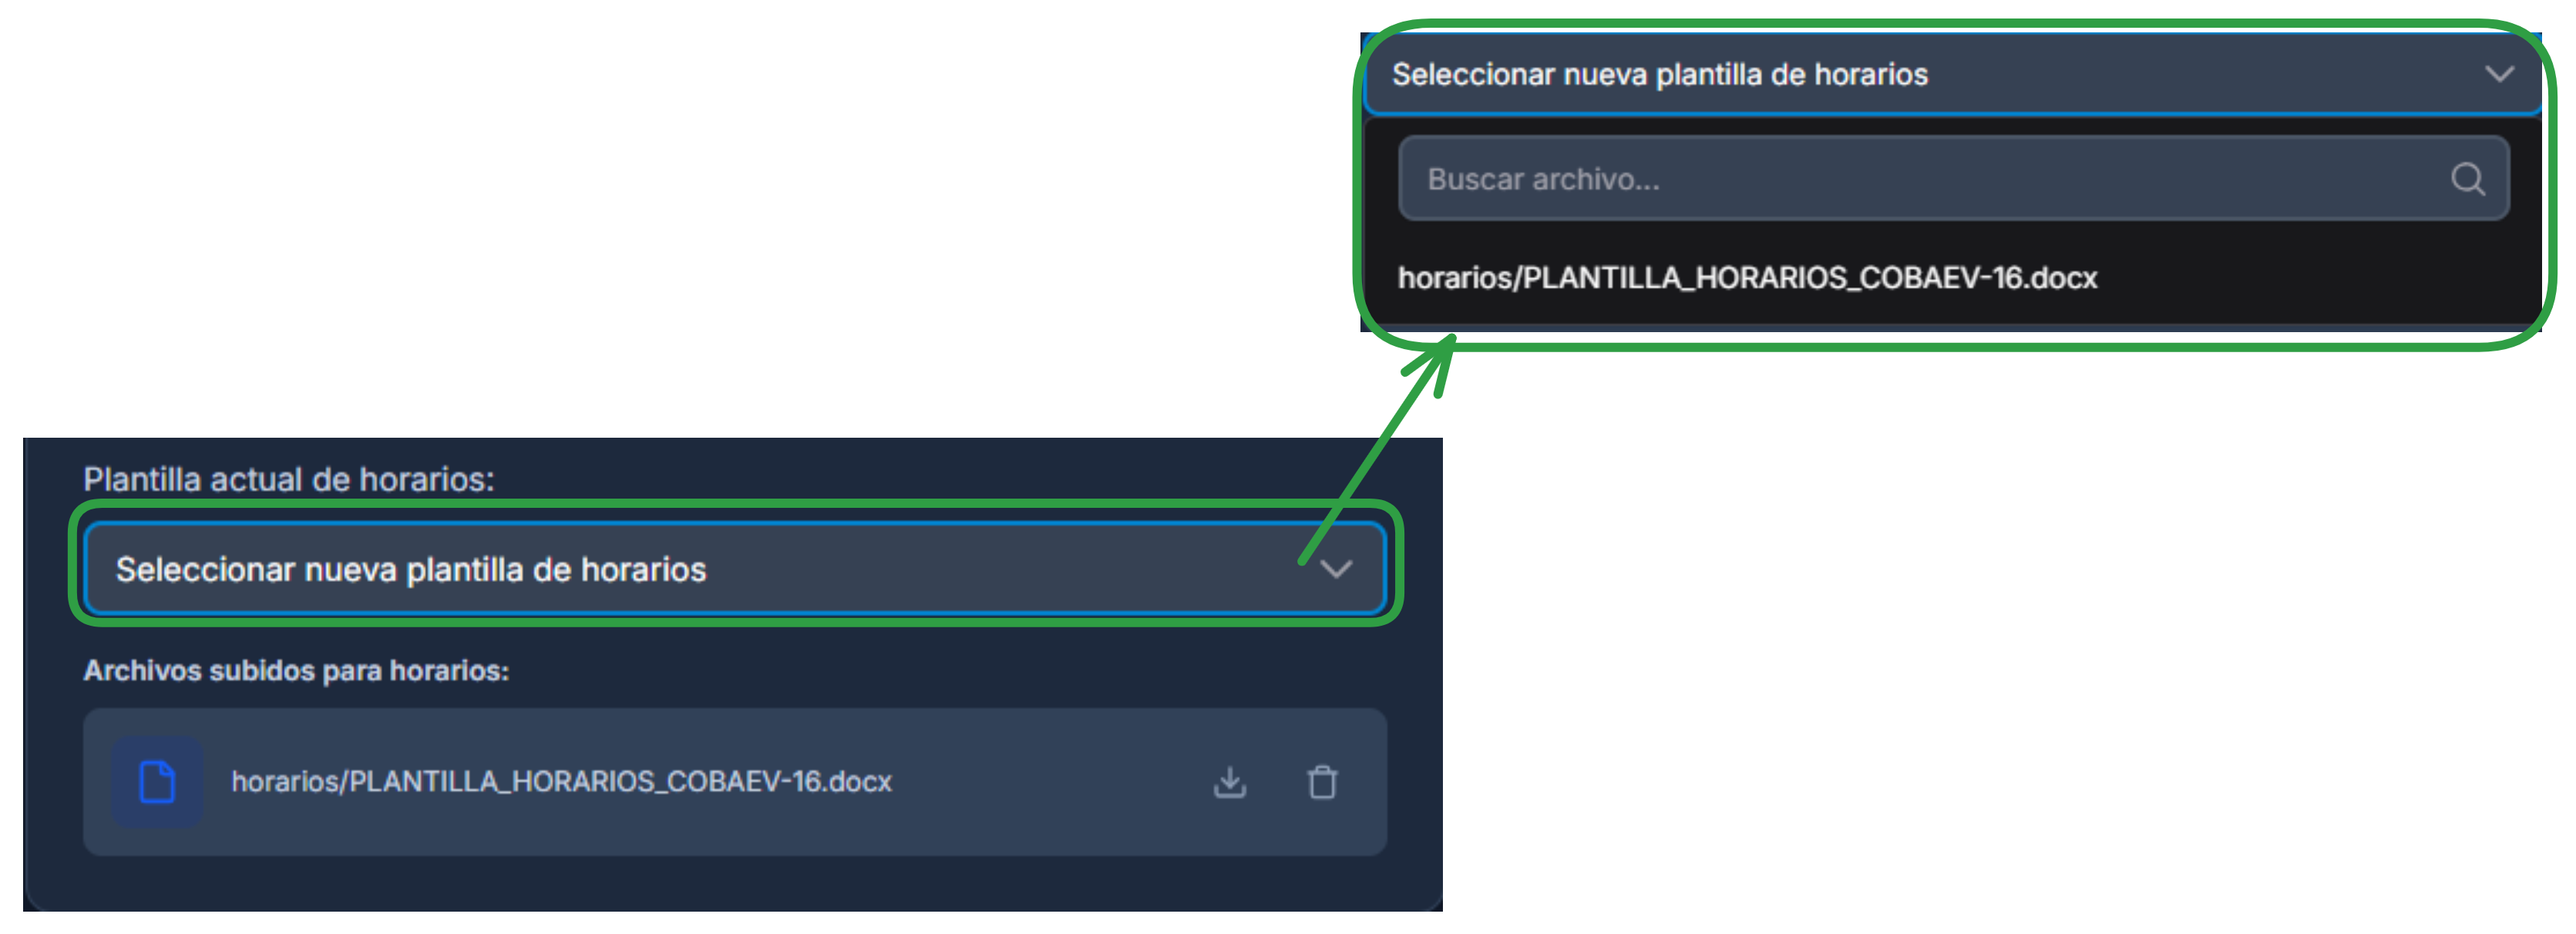 Seleccionar nueva plantilla de horarios
Buscar archivo...
horarios/PLANTILLA_HORARIOS_COBAEV-16.docx
Plantilla actual de horarios:
Seleccionar nueva plantilla de horarios
Archivos subidos para horarios:
horarios/PLANTILLA_HORARIOS_COBAEV-16.docx